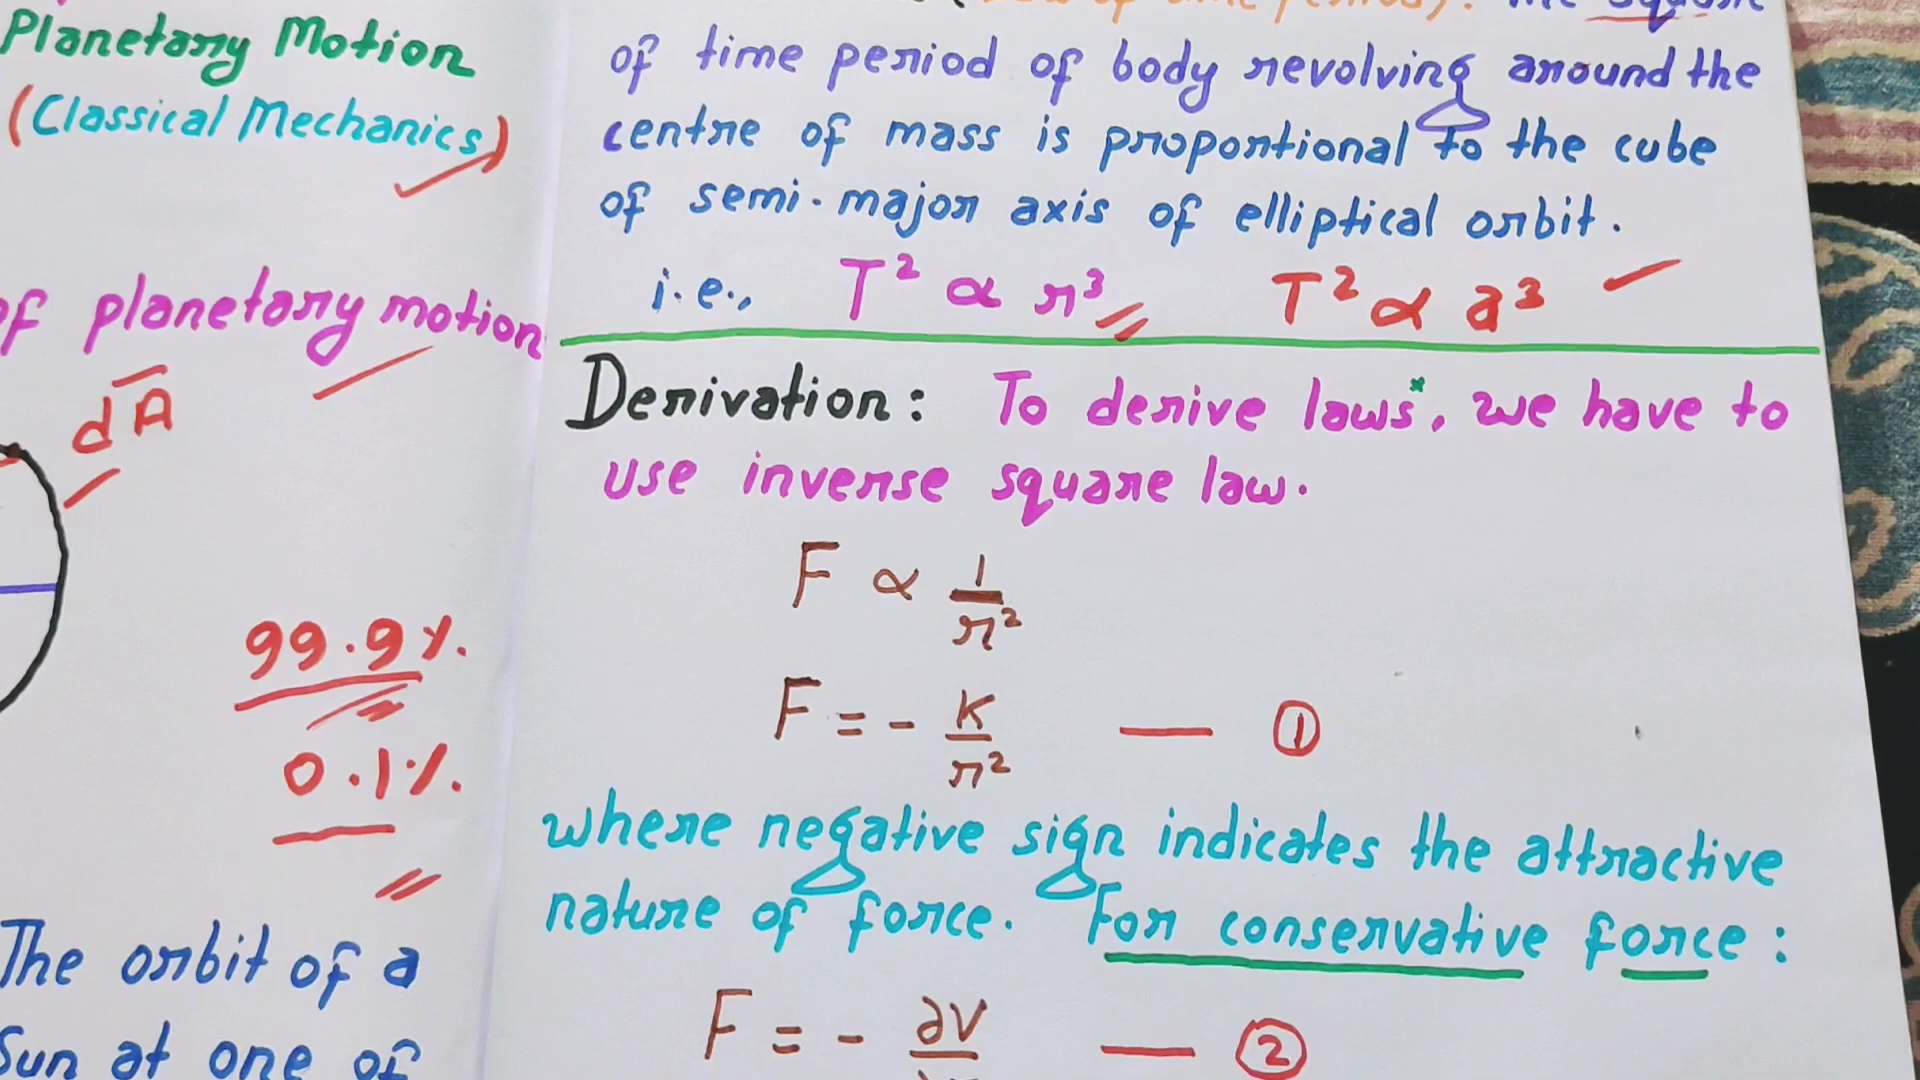 Planetary Motion
(Classical Mechanics)
of planetary motion
dA
99.9%.
0.1%.
The orbit of a
Sun at one of
of time period of body revolving around the
centre of mass is proportional to the cube
of semi-major axis of elliptical orbit.
i.e., T² ∝ r³ T² ∝ a³
Derivation: To derive laws*, we have to
use inverse square law.
F ∝ 1/r²
F = - K/r² — ①
where negative sign indicates the attractive
nature of force. For conservative force:
F = - ∂V — ②